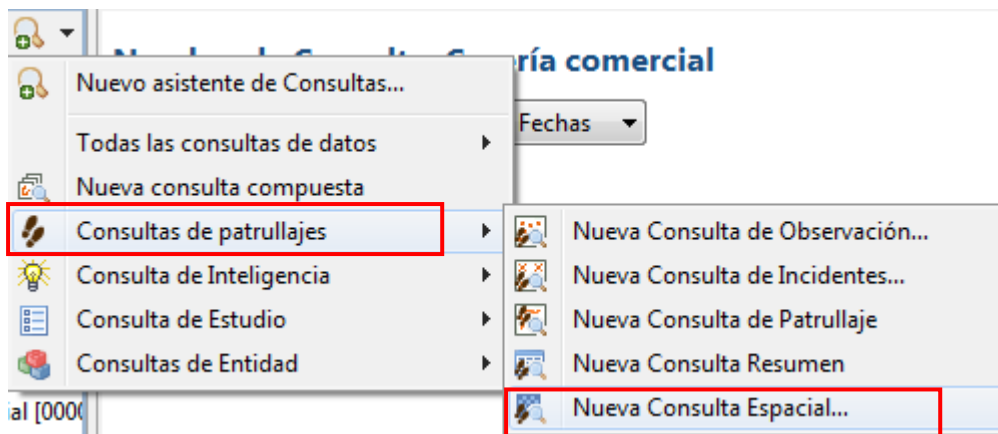 ría comercial
Nuevo asistente de Consultas...
Fechas
Todas las consultas de datos
Nueva consulta compuesta
Consultas de patrullajes
Nueva Consulta de Observación...
Consulta de Inteligencia
Nueva Consulta de Incidentes...
Consulta de Estudio
Nueva Consulta de Patrullaje
Consultas de Entidad
Nueva Consulta Resumen
ial [0000
Nueva Consulta Espacial...